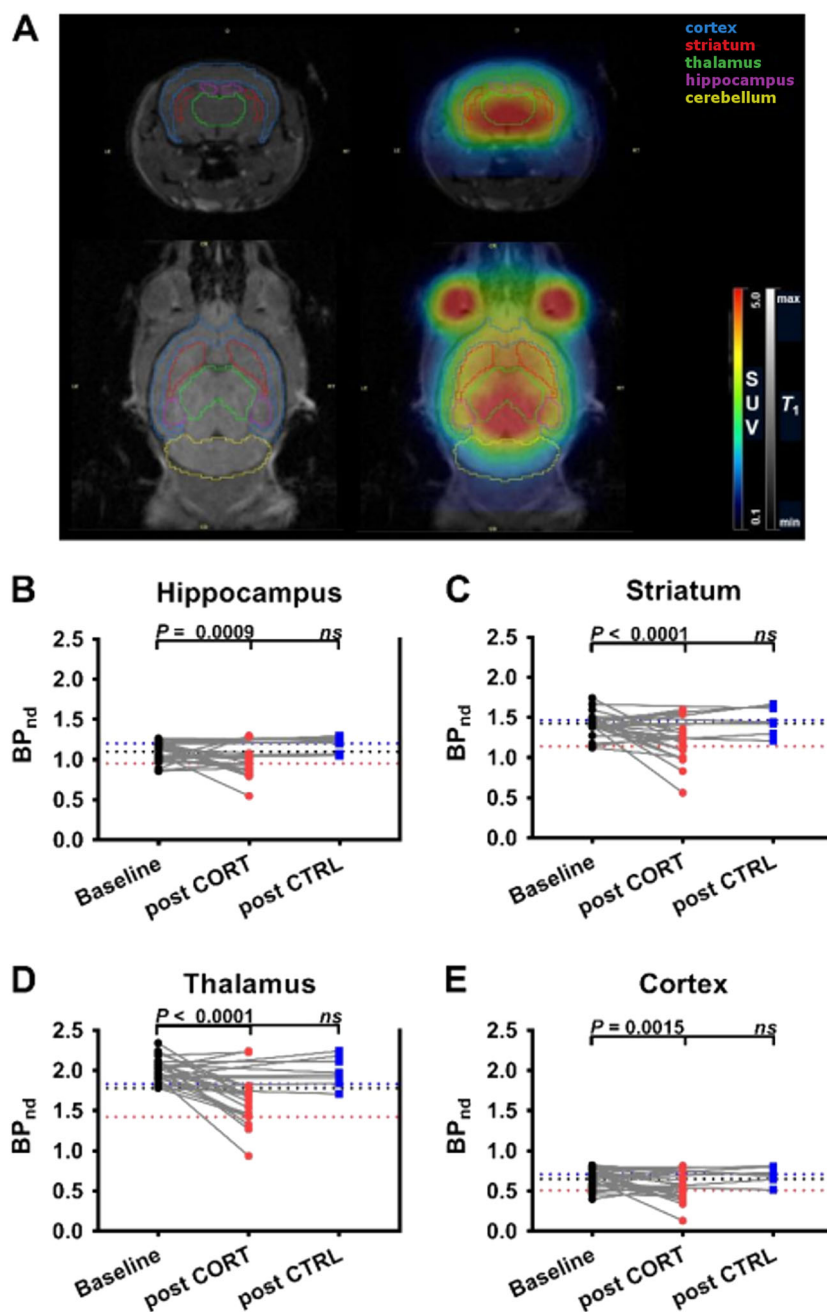 A
cortex
striatum
thalamus
hippocampus
cerebellum
5.0
SUV
0.1
max
T1
min
B
Hippocampus
P = 0.0009
ns
2.5
2.0
1.5
1.0
0.5
0.0
BPnd
Baseline
post CORT
post CTRL
C
Striatum
P < 0.0001
ns
2.5
2.0
1.5
1.0
0.5
0.0
BPnd
Baseline
post CORT
post CTRL
D
Thalamus
P < 0.0001
ns
2.5
2.0
1.5
1.0
0.5
0.0
BPnd
Baseline
post CORT
post CTRL
E
Cortex
P = 0.0015
ns
2.5
2.0
1.5
1.0
0.5
0.0
BPnd
Baseline
post CORT
post CTRL